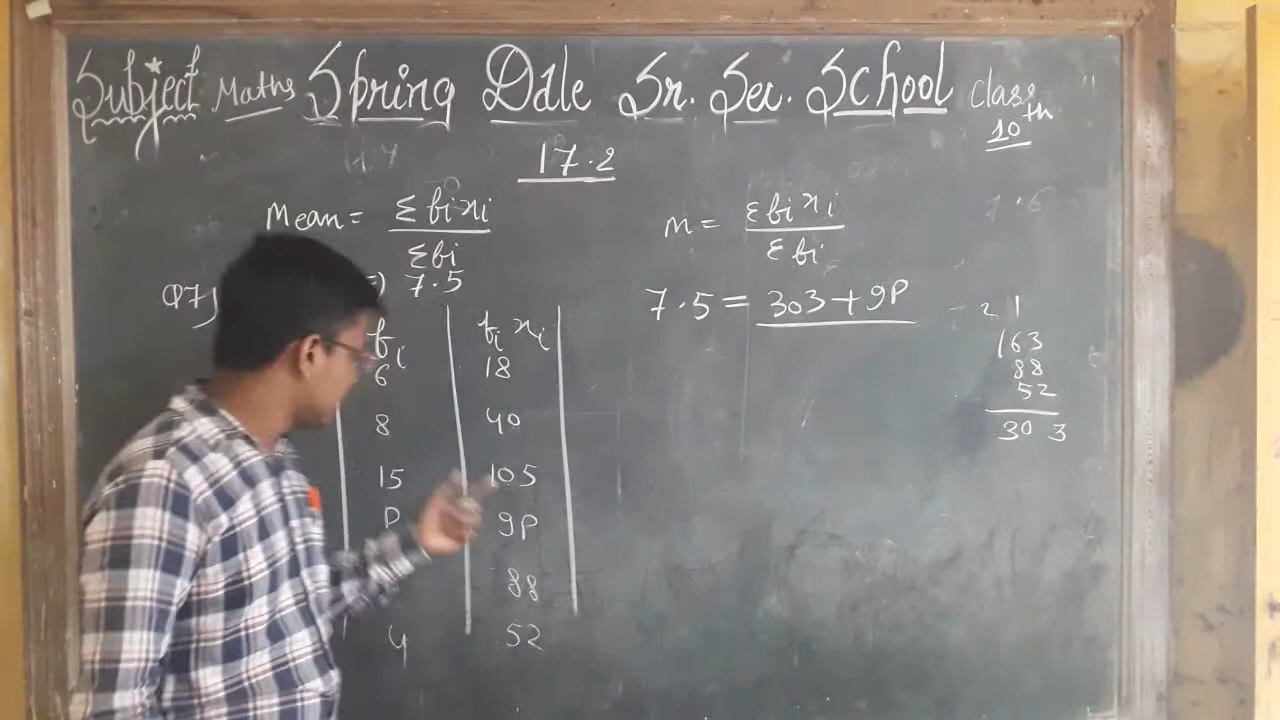 Subject Maths Spring Dale Sr. Sec. School Class 10th
17.2
Mean = Σfixi / Σfi
m = Σfixi / Σfi
Q7) => 7.5
7.5 = 303+9P
fi fixi
6 18
8 40
15 105
P 9P
88
4 52
21
163
88
52
303